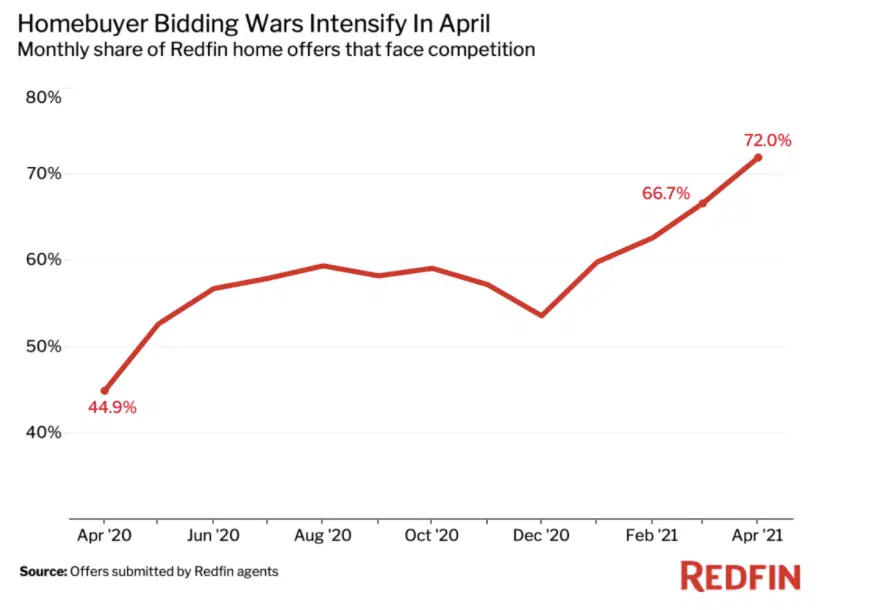 Homebuyer Bidding Wars Intensify In April
Monthly share of Redfin home offers that face competition
80%
72.0%
70%
66.7%
60%
50%
44.9%
40%
Apr '20 Jun '20 Aug '20 Oct '20 Dec '20 Feb '21 Apr '21
Source: Offers submitted by Redfin agents
REDFIN